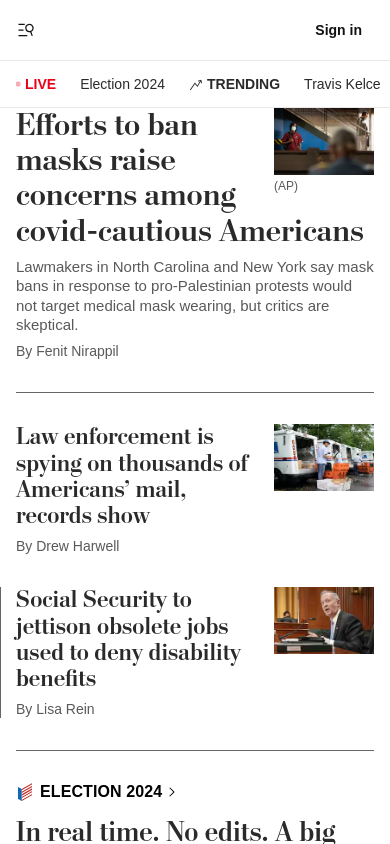 Sign in
LIVE Election 2024 TRENDING Travis Kelce
Efforts to ban
masks raise
concerns among
covid-cautious Americans
(AP)
Lawmakers in North Carolina and New York say mask
bans in response to pro-Palestinian protests would
not target medical mask wearing, but critics are
skeptical.
By Fenit Nirappil
Law enforcement is
spying on thousands of
Americans’ mail,
records show
By Drew Harwell
Social Security to
jettison obsolete jobs
used to deny disability
benefits
By Lisa Rein
ELECTION 2024
In real time. No edits. A big